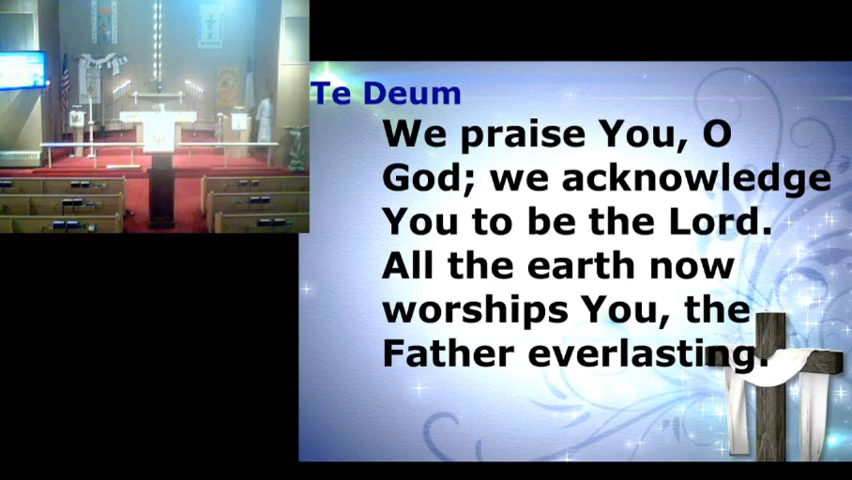 Te Deum
We praise You, O
God; we acknowledge
You to be the Lord.
All the earth now
worships You, the
Father everlasting.